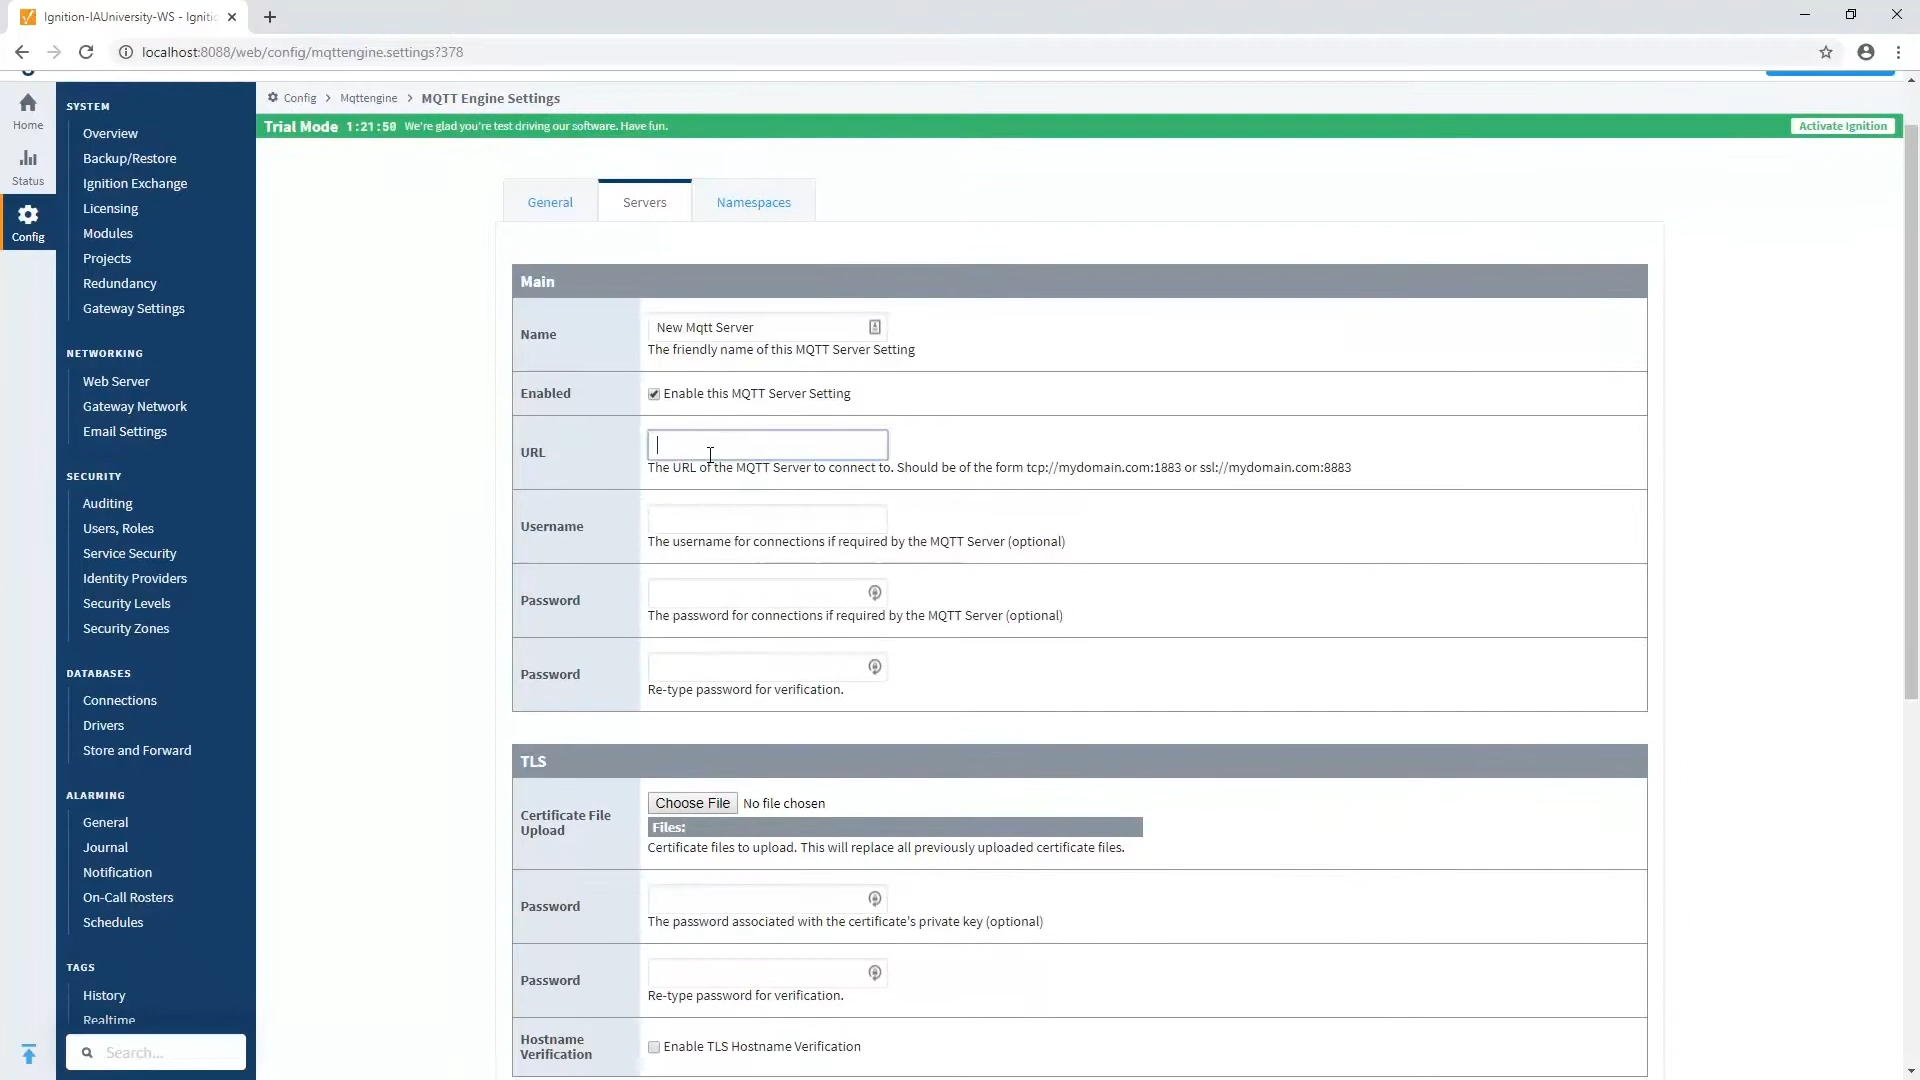 Ignition-IAUniversity-WS - Igniti
localhost:8088/web/config/mqttengine.settings?378
Home
Status
Config
SYSTEM
Overview
Backup/Restore
Ignition Exchange
Licensing
Modules
Projects
Redundancy
Gateway Settings
NETWORKING
Web Server
Gateway Network
Email Settings
SECURITY
Auditing
Users, Roles
Service Security
Identity Providers
Security Levels
Security Zones
DATABASES
Connections
Drivers
Store and Forward
ALARMING
General
Journal
Notification
On-Call Rosters
Schedules
TAGS
History
Realtime
Search...
Config > Mqttengine > MQTT Engine Settings
Trial Mode 1:21:50 We're glad you're test driving our software. Have fun.
Activate Ignition
General Servers Namespaces
Main
Name
New Mqtt Server
The friendly name of this MQTT Server Setting
Enabled
Enable this MQTT Server Setting
URL
The URL of the MQTT Server to connect to. Should be of the form tcp://mydomain.com:1883 or ssl://mydomain.com:8883
Username
The username for connections if required by the MQTT Server (optional)
Password
The password for connections if required by the MQTT Server (optional)
Password
Re-type password for verification.
TLS
Certificate File
Upload
Choose File No file chosen
Files:
Certificate files to upload. This will replace all previously uploaded certificate files.
Password
The password associated with the certificate's private key (optional)
Password
Re-type password for verification.
Hostname
Verification
Enable TLS Hostname Verification